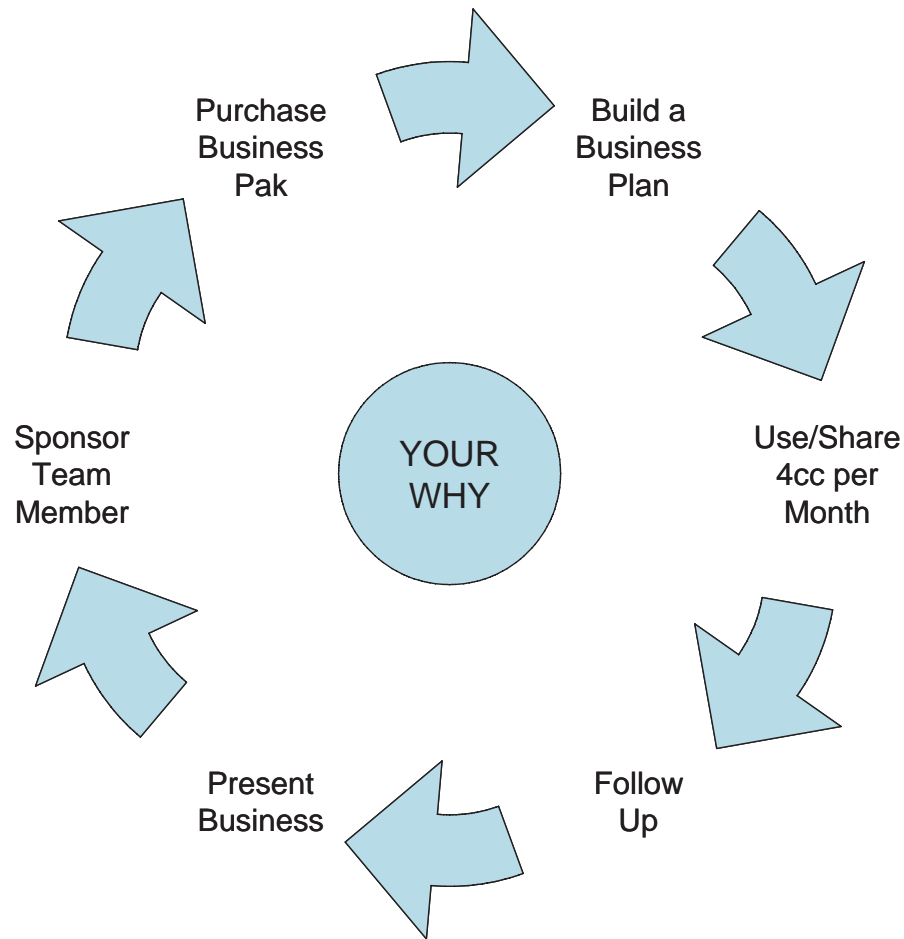 Purchase
Business
Pak
Build a
Business
Plan
Use/Share
4cc per
Month
Follow
Up
Present
Business
Sponsor
Team
Member
YOUR
WHY